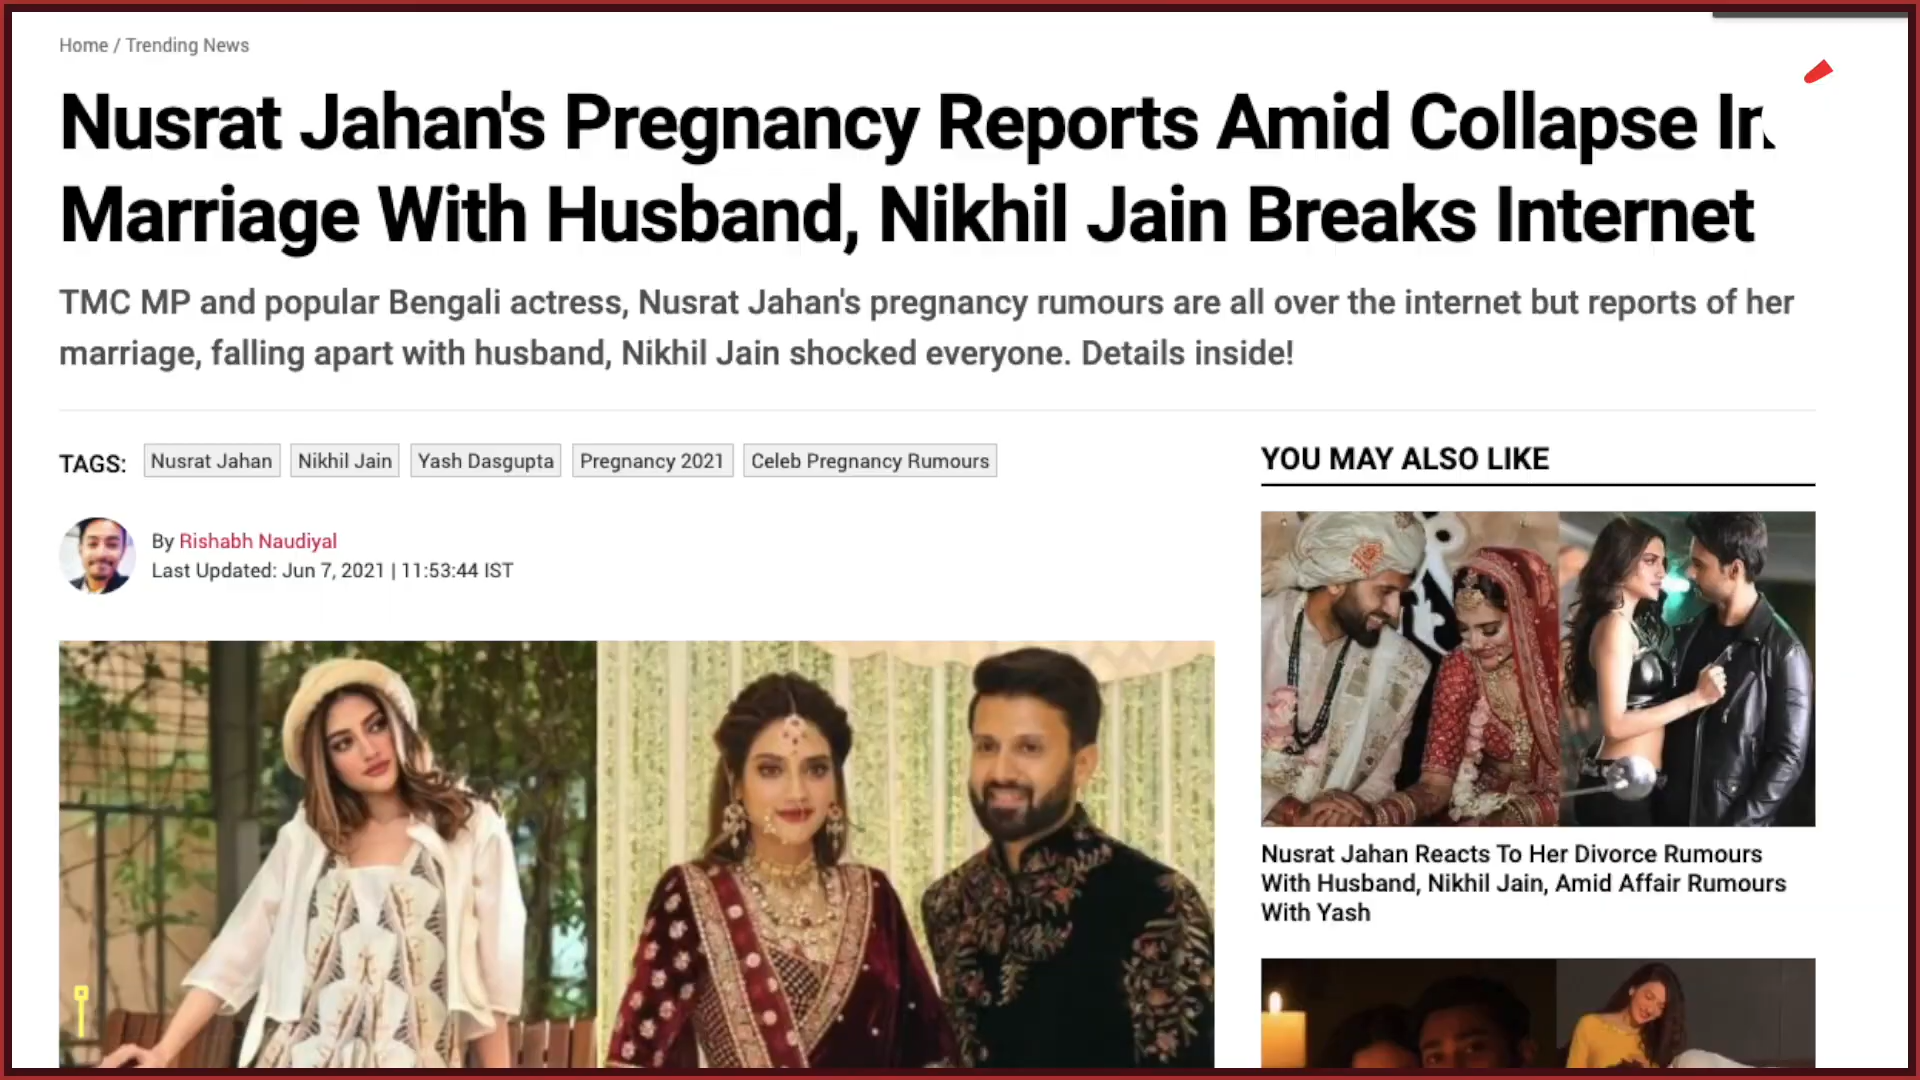 Home / Trending News
Nusrat Jahan's Pregnancy Reports Amid Collapse In
Marriage With Husband, Nikhil Jain Breaks Internet
TMC MP and popular Bengali actress, Nusrat Jahan's pregnancy rumours are all over the internet but reports of her
marriage, falling apart with husband, Nikhil Jain shocked everyone. Details inside!
TAGS: Nusrat Jahan Nikhil Jain Yash Dasgupta Pregnancy 2021 Celeb Pregnancy Rumours
By Rishabh Naudiyal
Last Updated: Jun 7, 2021 | 11:53:44 IST
YOU MAY ALSO LIKE
Nusrat Jahan Reacts To Her Divorce Rumours
With Husband, Nikhil Jain, Amid Affair Rumours
With Yash